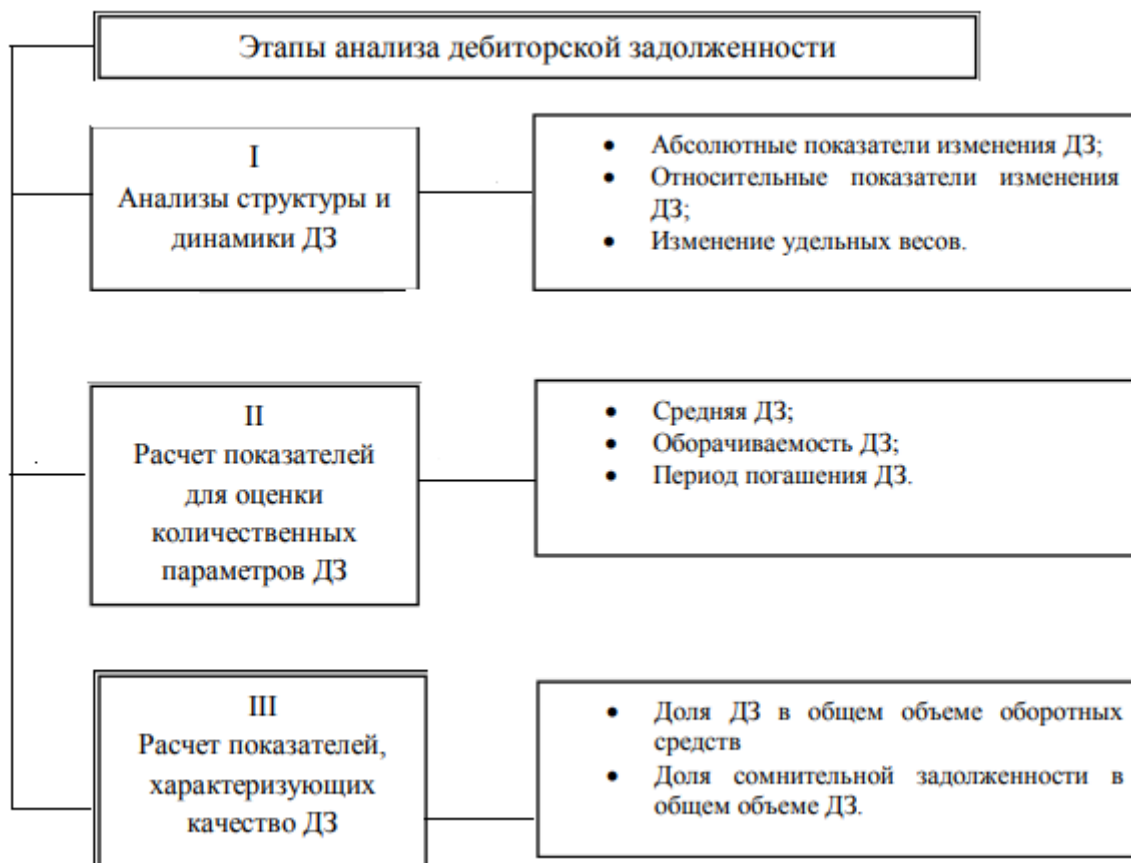 Этапы анализа дебиторской задолженности
I
Анализы структуры и
динамики ДЗ
• Абсолютные показатели изменения ДЗ;
• Относительные показатели изменения
ДЗ;
• Изменение удельных весов.
II
Расчет показателей
для оценки
количественных
параметров ДЗ
• Средняя ДЗ;
• Оборачиваемость ДЗ;
• Период погашения ДЗ.
III
Расчет показателей,
характеризующих
качество ДЗ
• Доля ДЗ в общем объеме оборотных
средств
• Доля сомнительной задолженности в
общем объеме ДЗ.